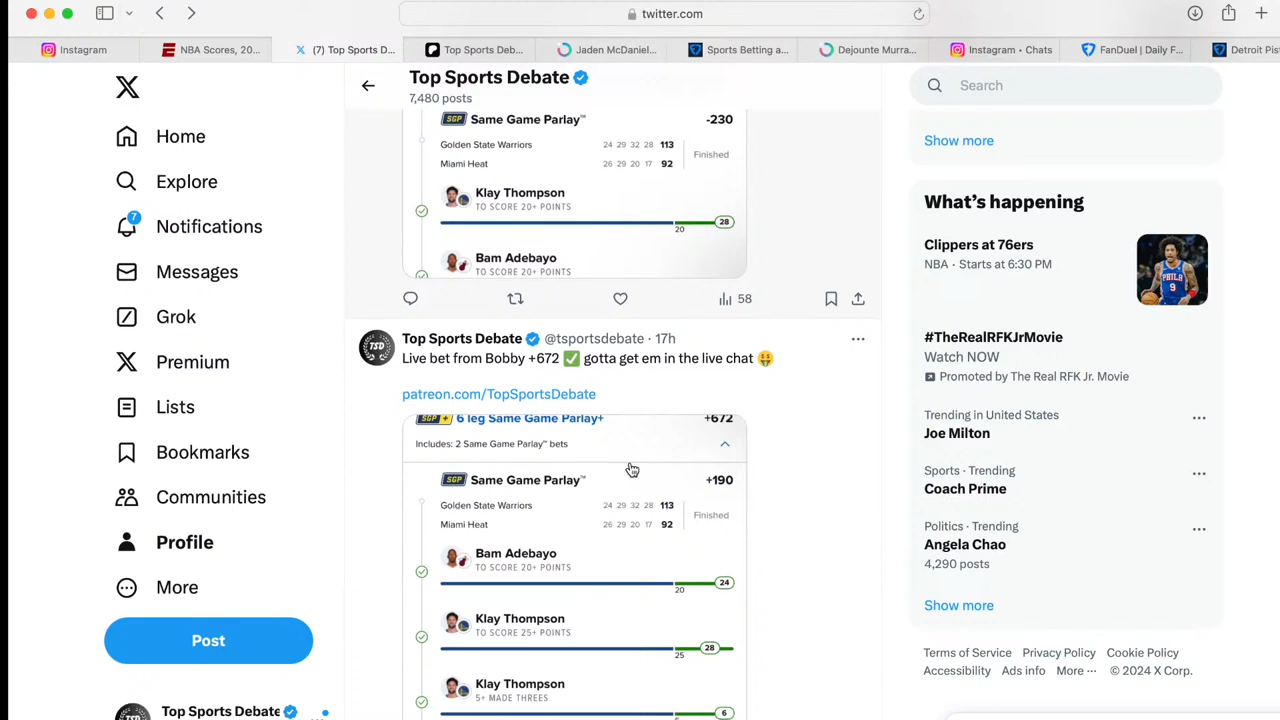 twitter.com
Instagram
NBA Scores, 20...
(7) Top Sports D...
Top Sports Deb...
Jaden McDaniel...
Sports Betting a...
Dejounte Murra...
Instagram • Chats
FanDuel | Daily F...
Detroit Pis
X
Home
Explore
7
Notifications
Messages
Grok
Premium
Lists
Bookmarks
Communities
Profile
More
Post
Top Sports Debate
Top Sports Debate
7,480 posts
SGP Same Game Parlay™ -230
Golden State Warriors 24 29 32 28 113
Miami Heat 26 29 20 17 92
Finished
Klay Thompson
TO SCORE 20+ POINTS
28
20
Bam Adebayo
TO SCORE 20+ POINTS
58
TSD
Top Sports Debate @tsportsdebate · 17h
Live bet from Bobby +672 ✅ gotta get em in the live chat 🤑
patreon.com/TopSportsDebate
SGP+ 6 leg Same Game Parlay+ +672
Includes: 2 Same Game Parlay™ bets
SGP Same Game Parlay™ +190
Golden State Warriors 24 29 32 28 113
Miami Heat 26 29 20 17 92
Finished
Bam Adebayo
TO SCORE 20+ POINTS
24
20
Klay Thompson
TO SCORE 25+ POINTS
28
25
Klay Thompson
5+ MADE THREES
6
Search
Show more
What's happening
Clippers at 76ers
NBA · Starts at 6:30 PM
PHILA
9
#TheRealRFKJrMovie
Watch NOW
Promoted by The Real RFK Jr. Movie
Trending in United States
Joe Milton
Sports · Trending
Coach Prime
Politics · Trending
Angela Chao
4,290 posts
Show more
Terms of Service Privacy Policy Cookie Policy
Accessibility Ads info More ··· © 2024 X Corp.